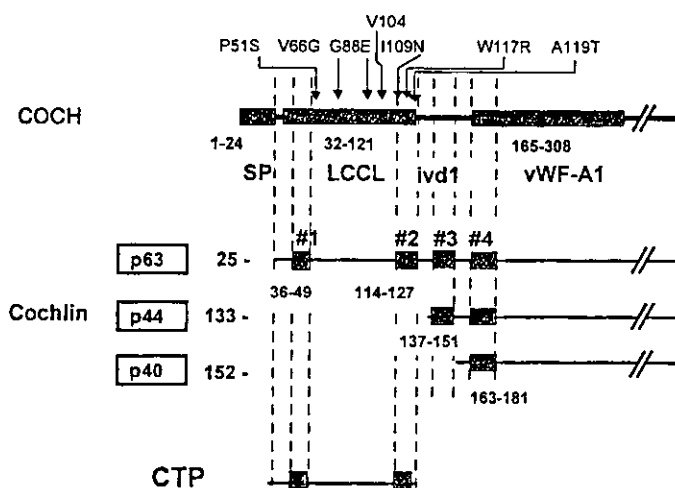 V104
P51S V66G G88E I109N W117R A119T
COCH
1-24 32-121 165-308
SP LCCL ivd1 vWF-A1
#1 #2 #3 #4
p63 25 -
36-49 114-127
Cochlin p44 133 -
137-151
p40 152 -
163-181
CTP